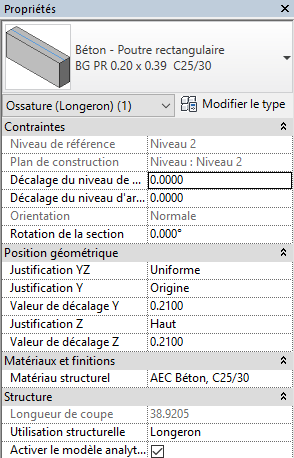 Propriétés
Béton - Poutre rectangulaire
BG PR 0.20 x 0.39 C25/30
Ossature (Longeron) (1)
Modifier le type
Contraintes
Niveau de référence Niveau 2
Plan de construction Niveau : Niveau 2
Décalage du niveau de ... 0.0000
Décalage du niveau d'ar... 0.0000
Orientation Normale
Rotation de la section 0.000°
Position géométrique
Justification YZ Uniforme
Justification Y Origine
Valeur de décalage Y 0.2100
Justification Z Haut
Valeur de décalage Z 0.2100
Matériaux et finitions
Matériau structurel AEC Béton, C25/30
Structure
Longueur de coupe 38.9205
Utilisation structurelle Longeron
Activer le modèle analyt...